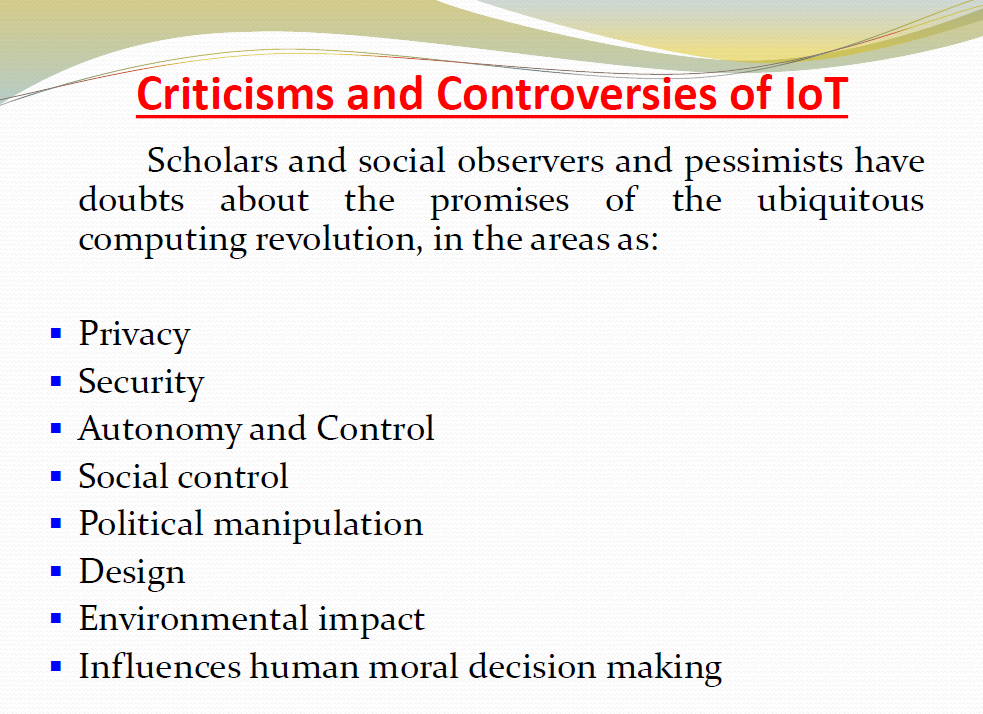 Criticisms and Controversies of IoT
Scholars and social observers and pessimists have
doubts about the promises of the ubiquitous
computing revolution, in the areas as:
▪ Privacy
▪ Security
▪ Autonomy and Control
▪ Social control
▪ Political manipulation
▪ Design
▪ Environmental impact
▪ Influences human moral decision making